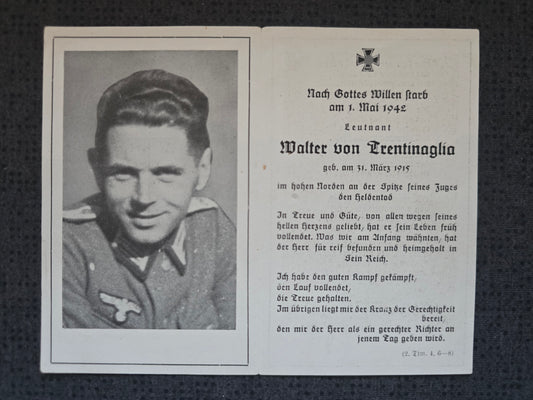 Nach Gottes Willen starb
am 1. Mai 1942
Leutnant
Walter von Trentinaglia
geb. am 31. März 1915
im hohen Norden an der Spitze seines Zuges
den Heldentod
In Treue und Güte, von allen wegen seines
hellen Herzens geliebt, hat er sein Leben früh
vollendet. Was wir am Anfang wähnten, hat
der Herr für reif befunden und heimgeholt in
Sein Reich.
Ich habe den guten Kampf gekämpft,
den Lauf vollendet,
die Treue gehalten.
Im übrigen liegt mir der Kranz der Gerechtigkeit
bereit,
den mir der Herr als ein gerechter Richter an
jenem Tag geben wird.
(2. Tim. 4, 6-8)